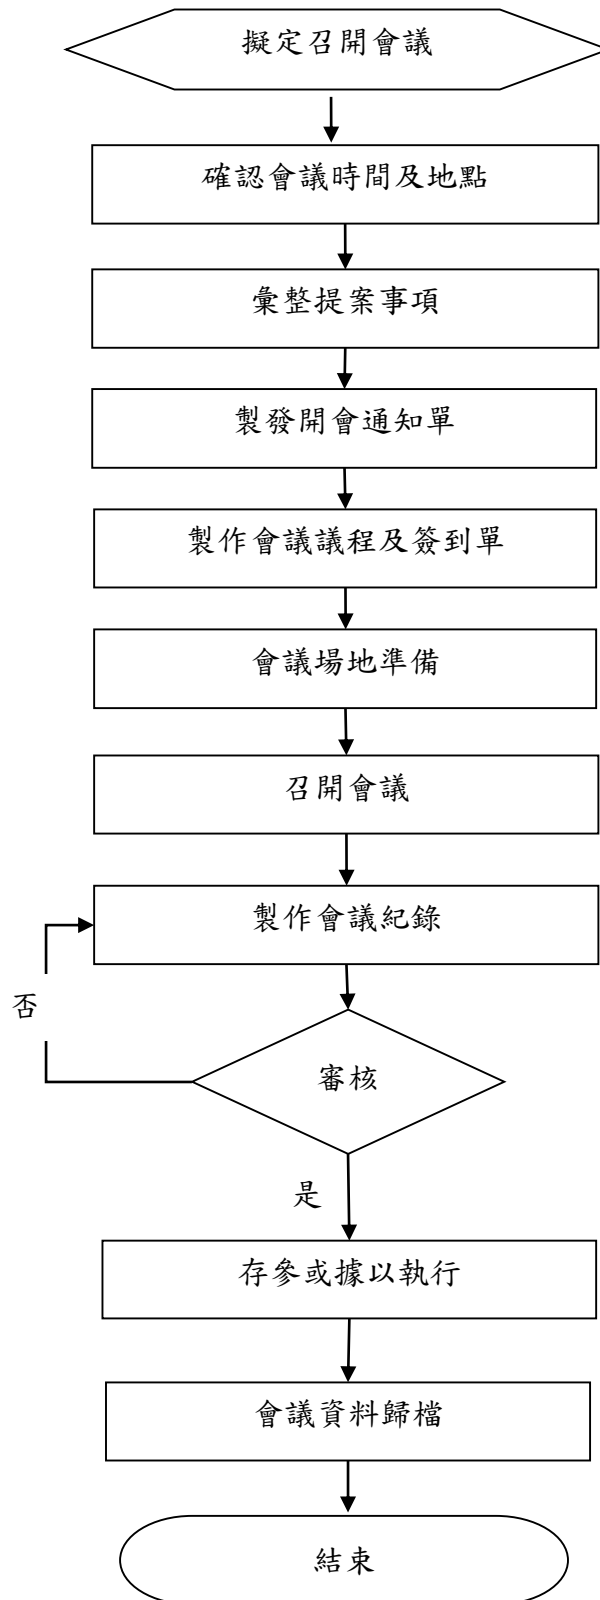 擬定召開會議
確認會議時間及地點
彙整提案事項
製發開會通知單
製作會議議程及簽到單
會議場地準備
召開會議
製作會議紀錄
否
審核
是
存參或據以執行
會議資料歸檔
結束